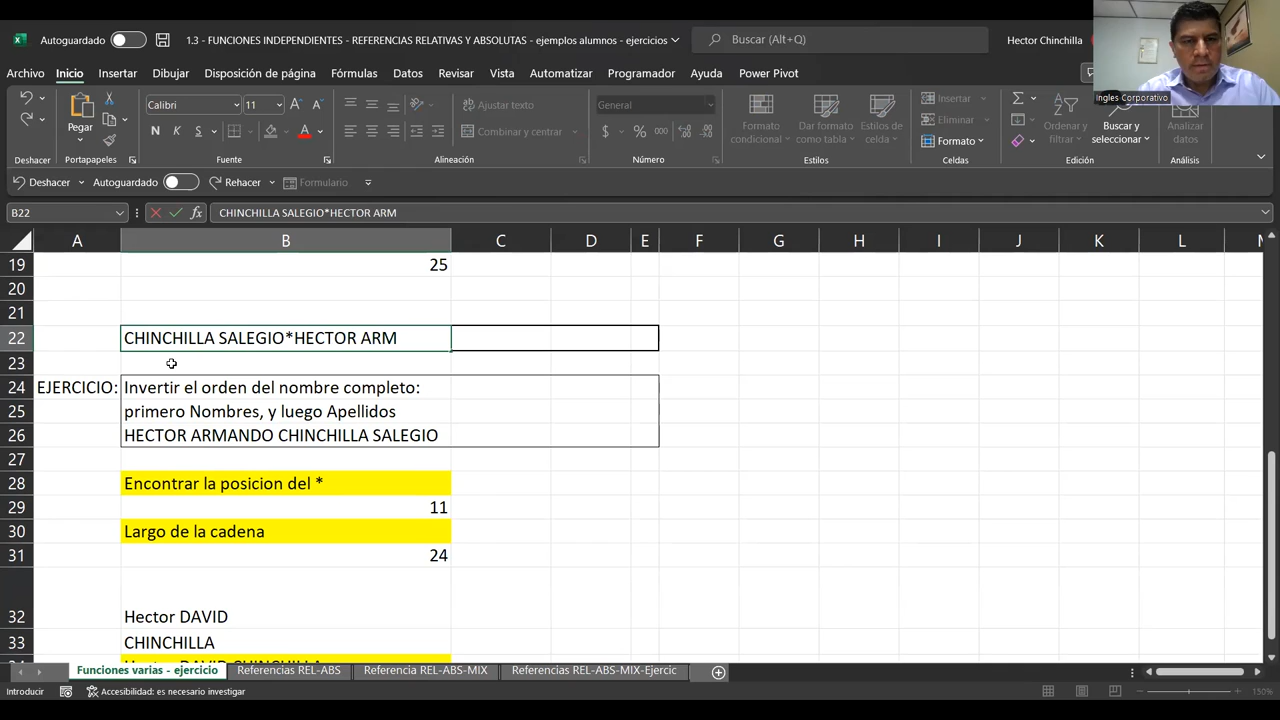 Autoguardado
1.3 - FUNCIONES INDEPENDIENTES - REFERENCIAS RELATIVAS Y ABSOLUTAS - ejemplos alumnos - ejercicios
Buscar (Alt+Q)
Hector Chinchilla
Ingles Corporativo
Archivo Inicio Insertar Dibujar Disposición de página Fórmulas Datos Revisar Vista Automatizar Programador Ayuda Power Pivot
Pegar
Calibri 11
N K S
Ajustar texto
Combinar y centrar
General
$ % 000
Formato condicional
Dar formato como tabla
Estilos de celda
Insertar
Eliminar
Formato
Ordenar y filtrar
Buscar y seleccionar
Analizar datos
Deshacer Portapapeles Fuente Alineación Número Estilos Celdas Edición Análisis
Deshacer Autoguardado Rehacer Formulario
B22 fx CHINCHILLA SALEGIO*HECTOR ARM
A B C D E F G H I J K L
19 25
20
21
22 CHINCHILLA SALEGIO*HECTOR ARM
23
24 EJERCICIO: Invertir el orden del nombre completo:
25 primero Nombres, y luego Apellidos
26 HECTOR ARMANDO CHINCHILLA SALEGIO
27
28 Encontrar la posicion del *
29 11
30 Largo de la cadena
31 24
32 Hector DAVID
33 CHINCHILLA
Funciones varias - ejercicio Referencias REL-ABS Referencia REL-ABS-MIX Referencias REL-ABS-MIX-Ejercic
Introducir Accesibilidad: es necesario investigar 150%